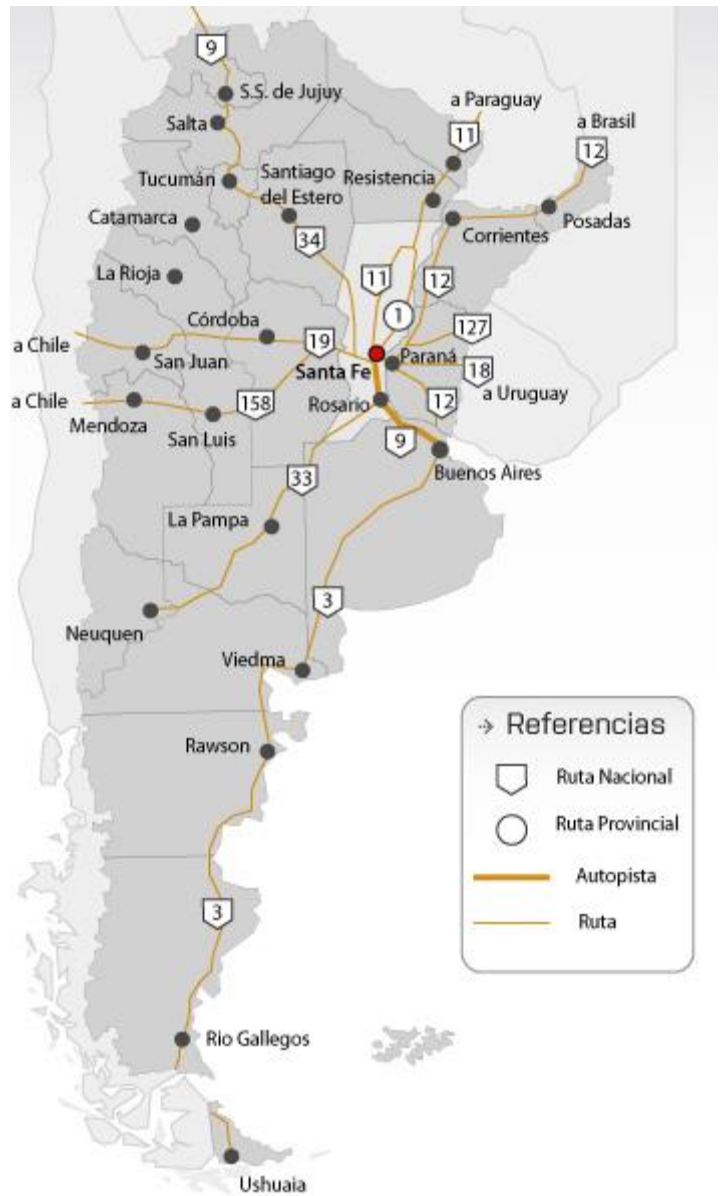 9
S.S. de Jujuy
a Paraguay
Salta
11
a Brasil
12
Tucumán
Santiago
del Estero
Resistencia
Catamarca
Posadas
Corrientes
34
La Rioja
11
12
1
Córdoba
19
127
a Chile
San Juan
Santa Fe
Paraná
18
a Uruguay
a Chile
Mendoza
San Luis
158
Rosario
12
9
Buenos Aires
33
La Pampa
3
Neuquen
Viedma
Rawson
Referencias
Ruta Nacional
Ruta Provincial
Autopista
Ruta
3
Rio Gallegos
Ushuaia